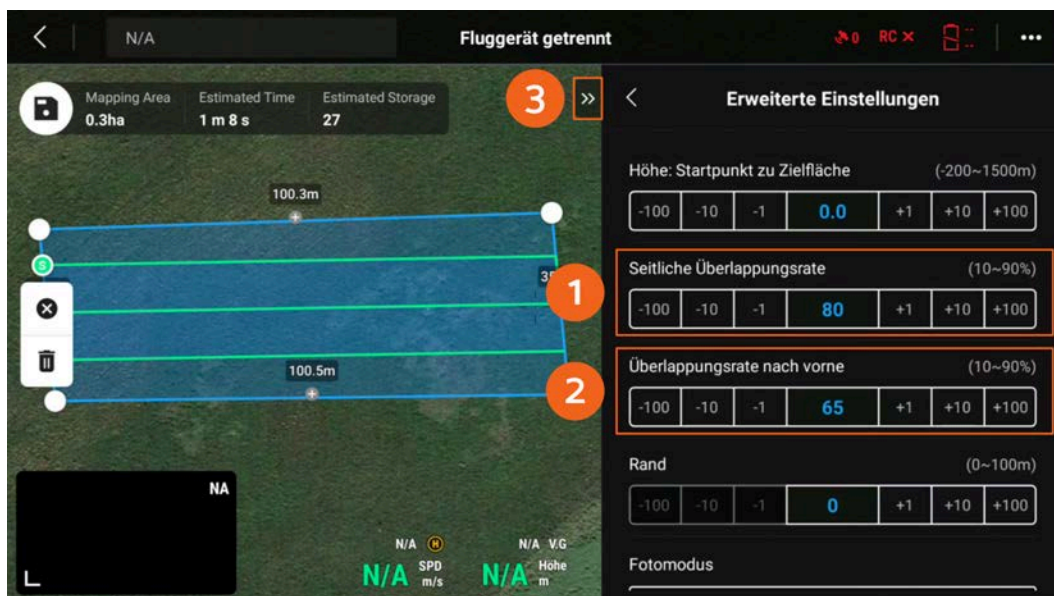 N/A
Fluggerät getrennt
0 RC ×
Mapping Area Estimated Time Estimated Storage
0.3ha 1 m 8 s 27
3
»
Erweiterte Einstellungen
100.3m
S
100.5m
1
2
NA
N/A H
N/A SPD m/s
N/A V.G
N/A Höhe m
Höhe: Startpunkt zu Zielfläche (-200~1500m)
-100 -10 -1 0.0 +1 +10 +100
Seitliche Überlappungsrate (10~90%)
-100 -10 -1 80 +1 +10 +100
Überlappungsrate nach vorne (10~90%)
-100 -10 -1 65 +1 +10 +100
Rand (0~100m)
-100 -10 -1 0 +1 +10 +100
Fotomodus